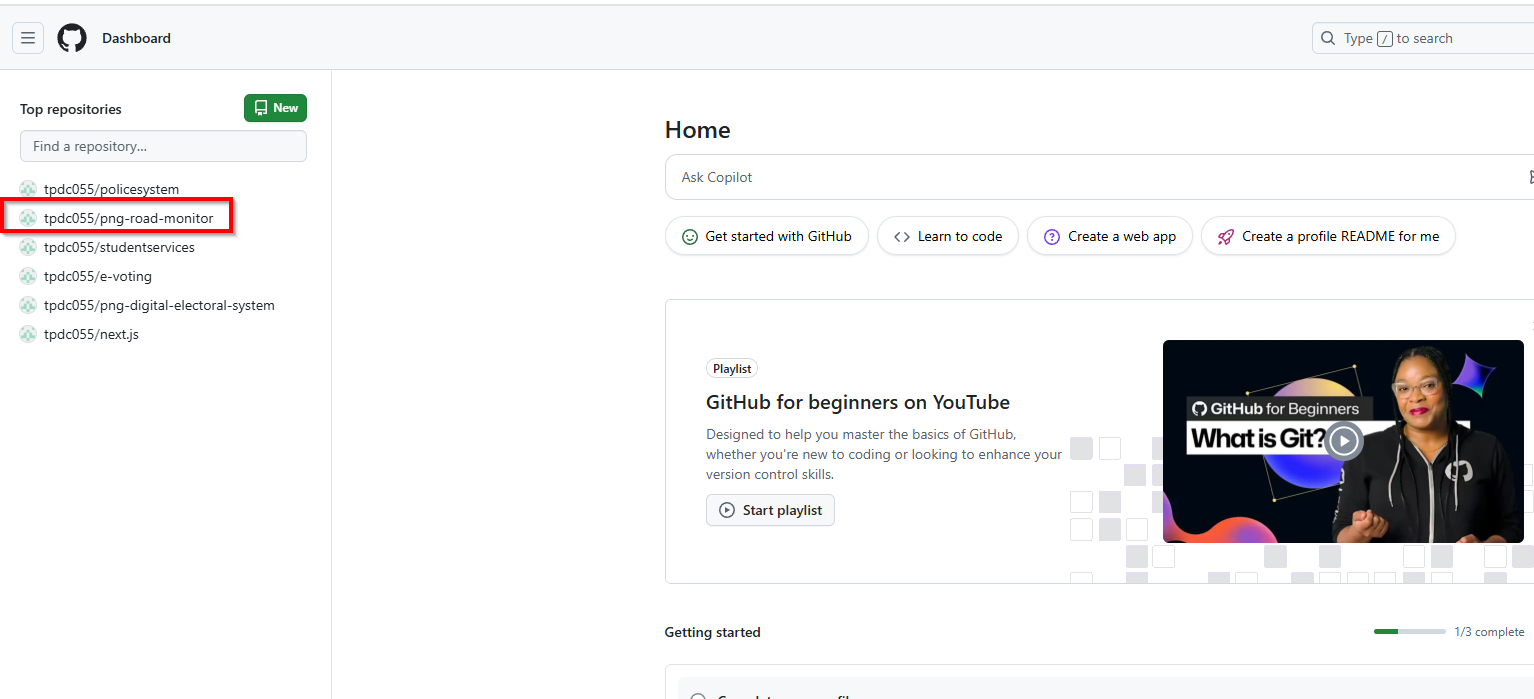 Dashboard
Type / to search
Top repositories
New
Find a repository...
tpdc055/policesystem
tpdc055/png-road-monitor
tpdc055/studentservices
tpdc055/e-voting
tpdc055/png-digital-electoral-system
tpdc055/next.js
Home
Ask Copilot
Get started with GitHub
Learn to code
Create a web app
Create a profile README for me
Playlist
GitHub for beginners on YouTube
Designed to help you master the basics of GitHub,
whether you're new to coding or looking to enhance your
version control skills.
Start playlist
GitHub for Beginners
What is Git?
Getting started
1/3 complete